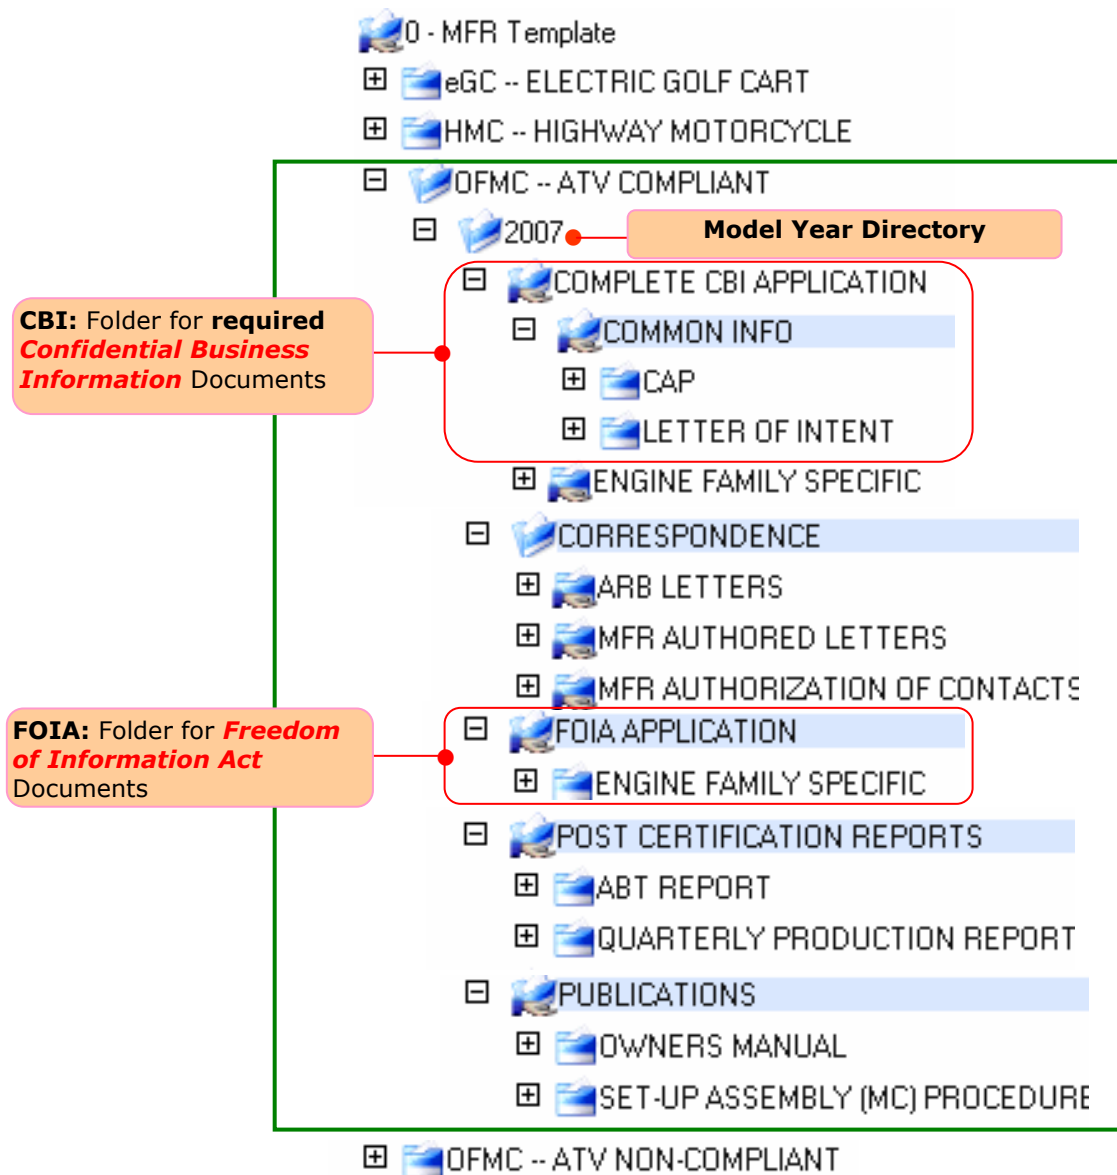 0 - MFR Template
eGC -- ELECTRIC GOLF CART
HMC -- HIGHWAY MOTORCYCLE
OFMC -- ATV COMPLIANT
2007
Model Year Directory
COMPLETE CBI APPLICATION
CBI: Folder for required
Confidential Business
Information Documents
COMMON INFO
CAP
LETTER OF INTENT
ENGINE FAMILY SPECIFIC
CORRESPONDENCE
ARB LETTERS
MFR AUTHORED LETTERS
MFR AUTHORIZATION OF CONTACTS
FOIA: Folder for Freedom
of Information Act
Documents
FOIA APPLICATION
ENGINE FAMILY SPECIFIC
POST CERTIFICATION REPORTS
ABT REPORT
QUARTERLY PRODUCTION REPORT
PUBLICATIONS
OWNERS MANUAL
SET-UP ASSEMBLY (MC) PROCEDURE
OFMC -- ATV NON-COMPLIANT